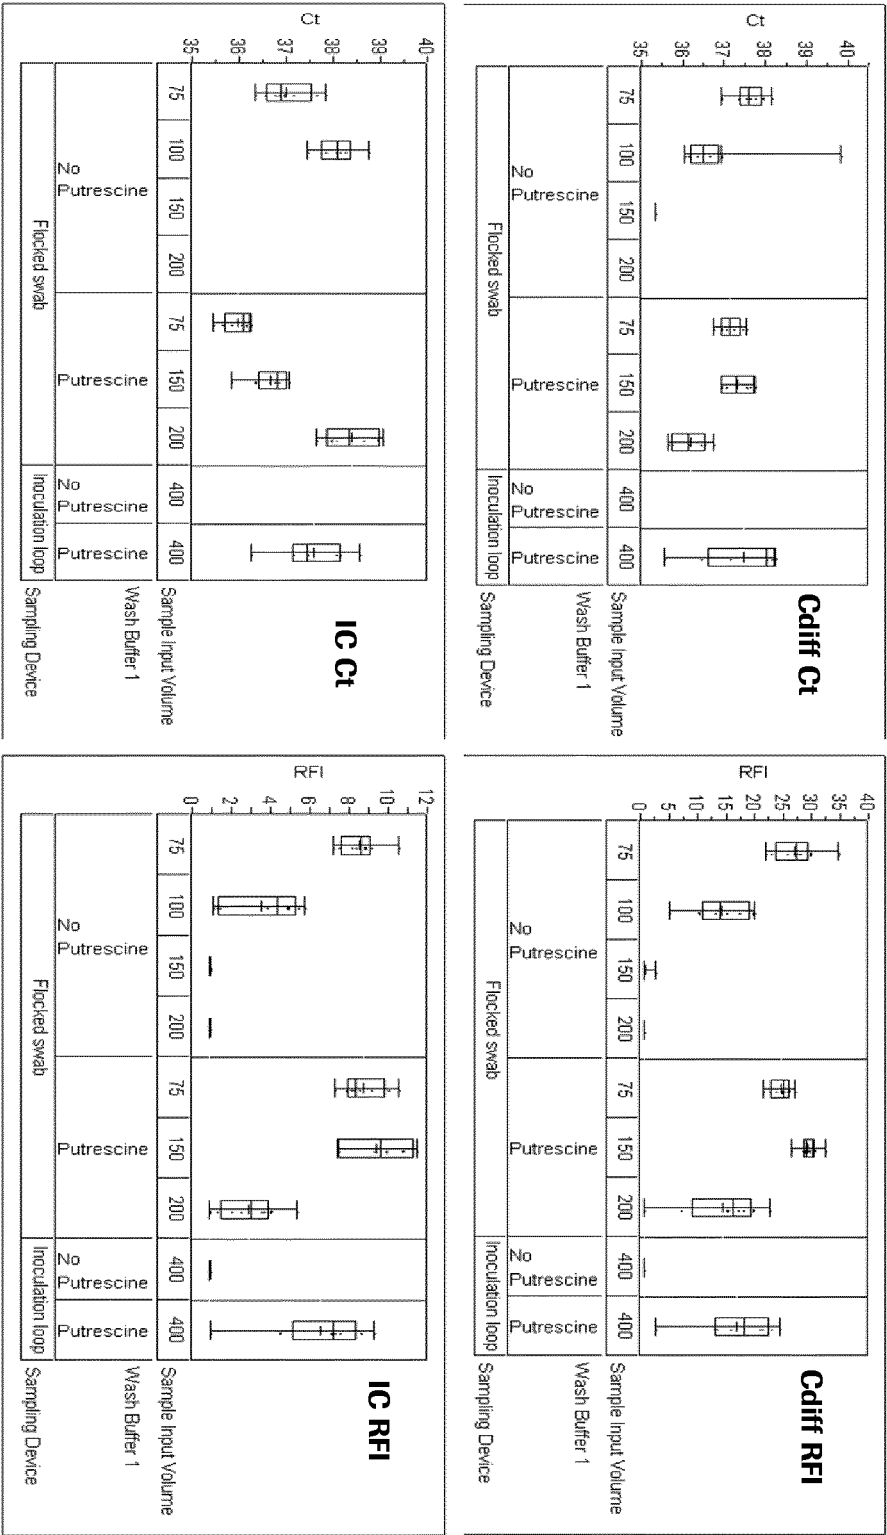 Cdiff Ct
Ct
40
38
37
36
35
75 100 150 200 75 150 200 400 400 Sample Input Volume
No Putrescine Putrescine No Putrescine Putrescine Wash Buffer 1
Flocked swab Inoculation loop Sampling Device
Cdiff RFI
RFI
40
35
30
25
20
15
10
5
0
75 100 150 200 75 150 200 400 400 Sample Input Volume
No Putrescine Putrescine No Putrescine Putrescine Wash Buffer 1
Flocked swab Inoculation loop Sampling Device
IC Ct
Ct
40
39
38
37
36
35
75 100 150 200 75 150 200 400 400 Sample Input Volume
No Putrescine Putrescine No Putrescine Putrescine Wash Buffer 1
Flocked swab Inoculation loop Sampling Device
IC RFI
RFI
12
10
8
6
4
2
0
75 100 150 200 75 150 200 400 400 Sample Input Volume
No Putrescine Putrescine No Putrescine Putrescine Wash Buffer 1
Flocked swab Inoculation loop Sampling Device